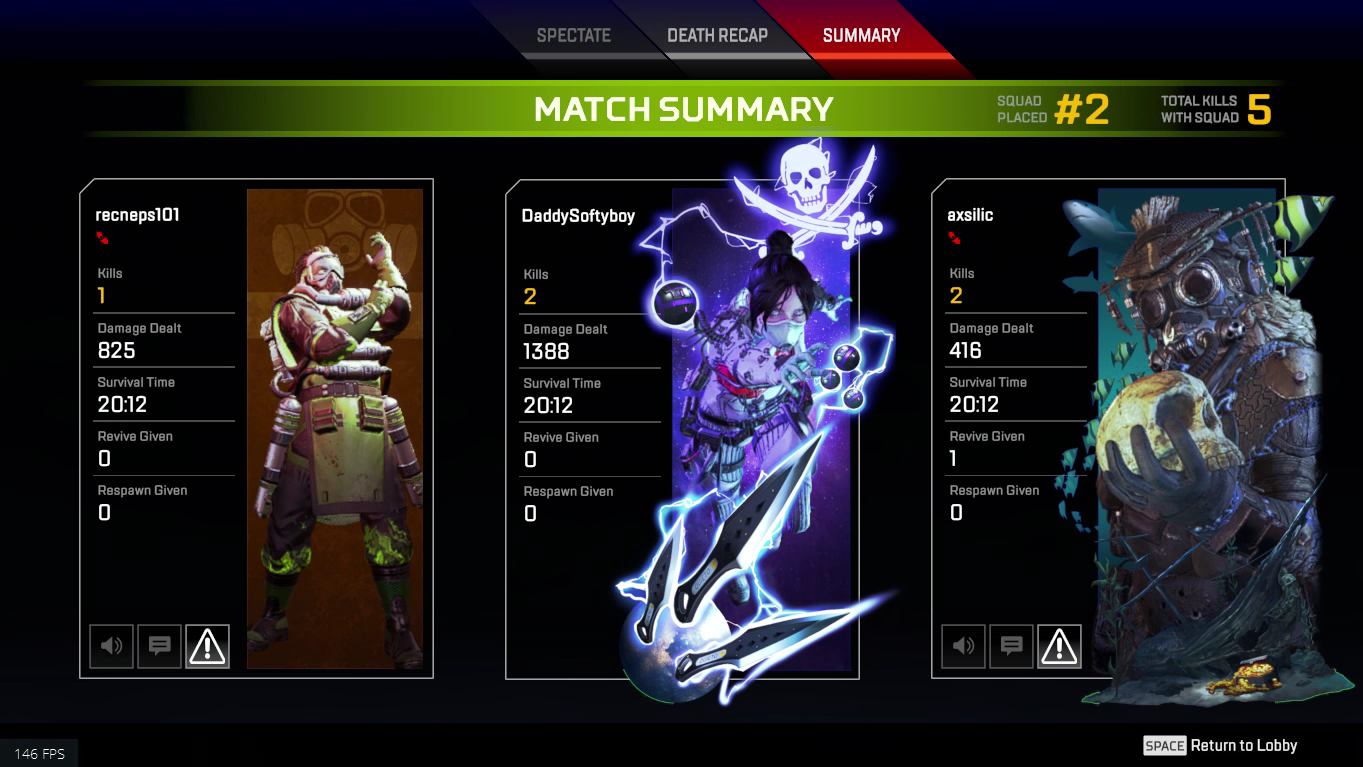 SPECTATE
DEATH RECAP
SUMMARY
MATCH SUMMARY
SQUAD
PLACED
#2
TOTAL KILLS
WITH SQUAD
5
recneps101
Kills
1
Damage Dealt
825
Survival Time
20:12
Revive Given
0
Respawn Given
0
DaddySoftyboy
Kills
2
Damage Dealt
1388
Survival Time
20:12
Revive Given
0
Respawn Given
0
axsilic
Kills
2
Damage Dealt
416
Survival Time
20:12
Revive Given
1
Respawn Given
0
146 FPS
SPACE Return to Lobby